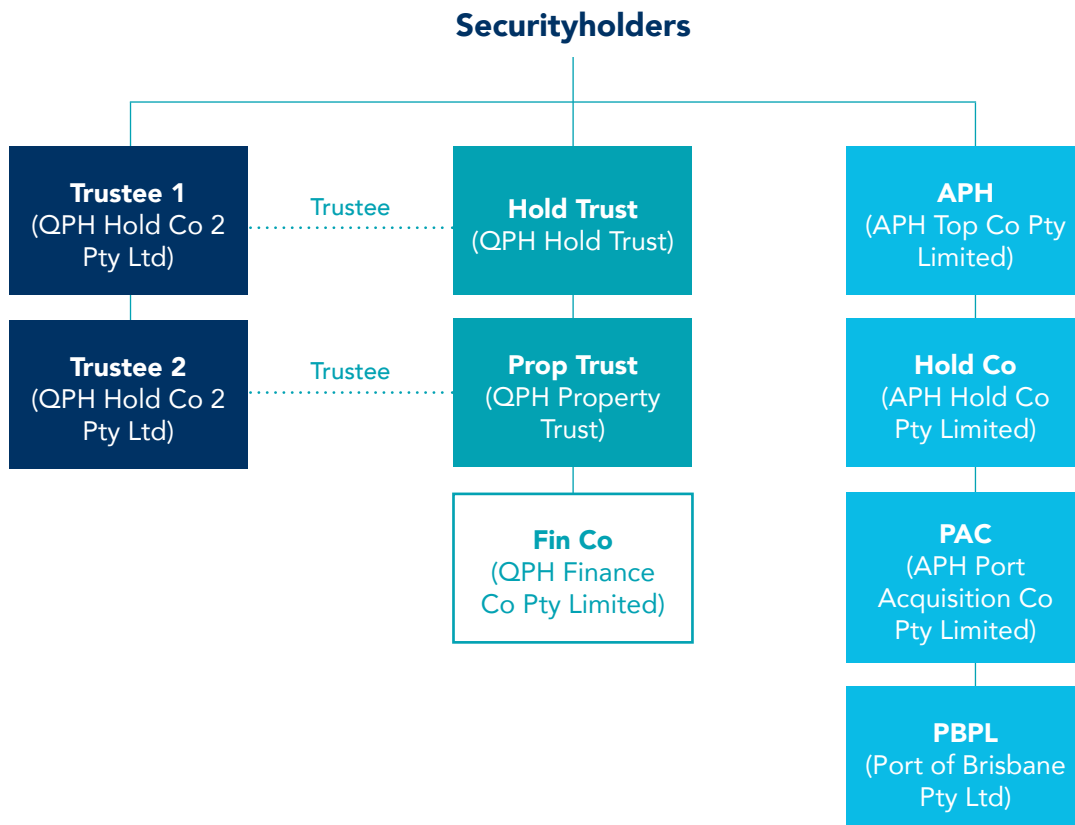 Securityholders
Trustee 1
(QPH Hold Co 2
Pty Ltd)
Trustee
Hold Trust
(QPH Hold Trust)
APH
(APH Top Co Pty
Limited)
Trustee 2
(QPH Hold Co 2
Pty Ltd)
Trustee
Prop Trust
(QPH Property
Trust)
Hold Co
(APH Hold Co
Pty Limited)
Fin Co
(QPH Finance
Co Pty Limited)
PAC
(APH Port
Acquisition Co
Pty Limited)
PBPL
(Port of Brisbane
Pty Ltd)